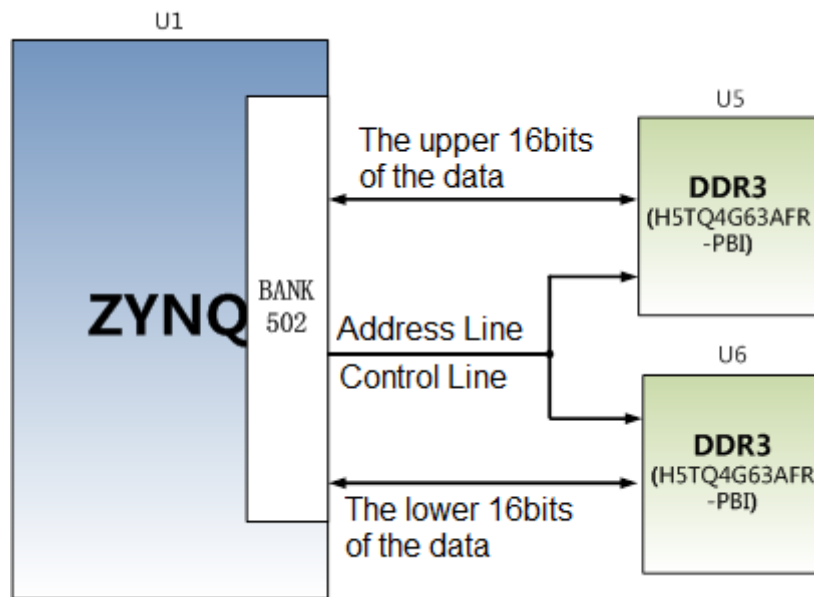 U1
ZYNQ
BANK
502
The upper 16bits
of the data
Address Line
Control Line
The lower 16bits
of the data
U5
DDR3
(H5TQ4G63AFR
-PBI)
U6
DDR3
(H5TQ4G63AFR
-PBI)